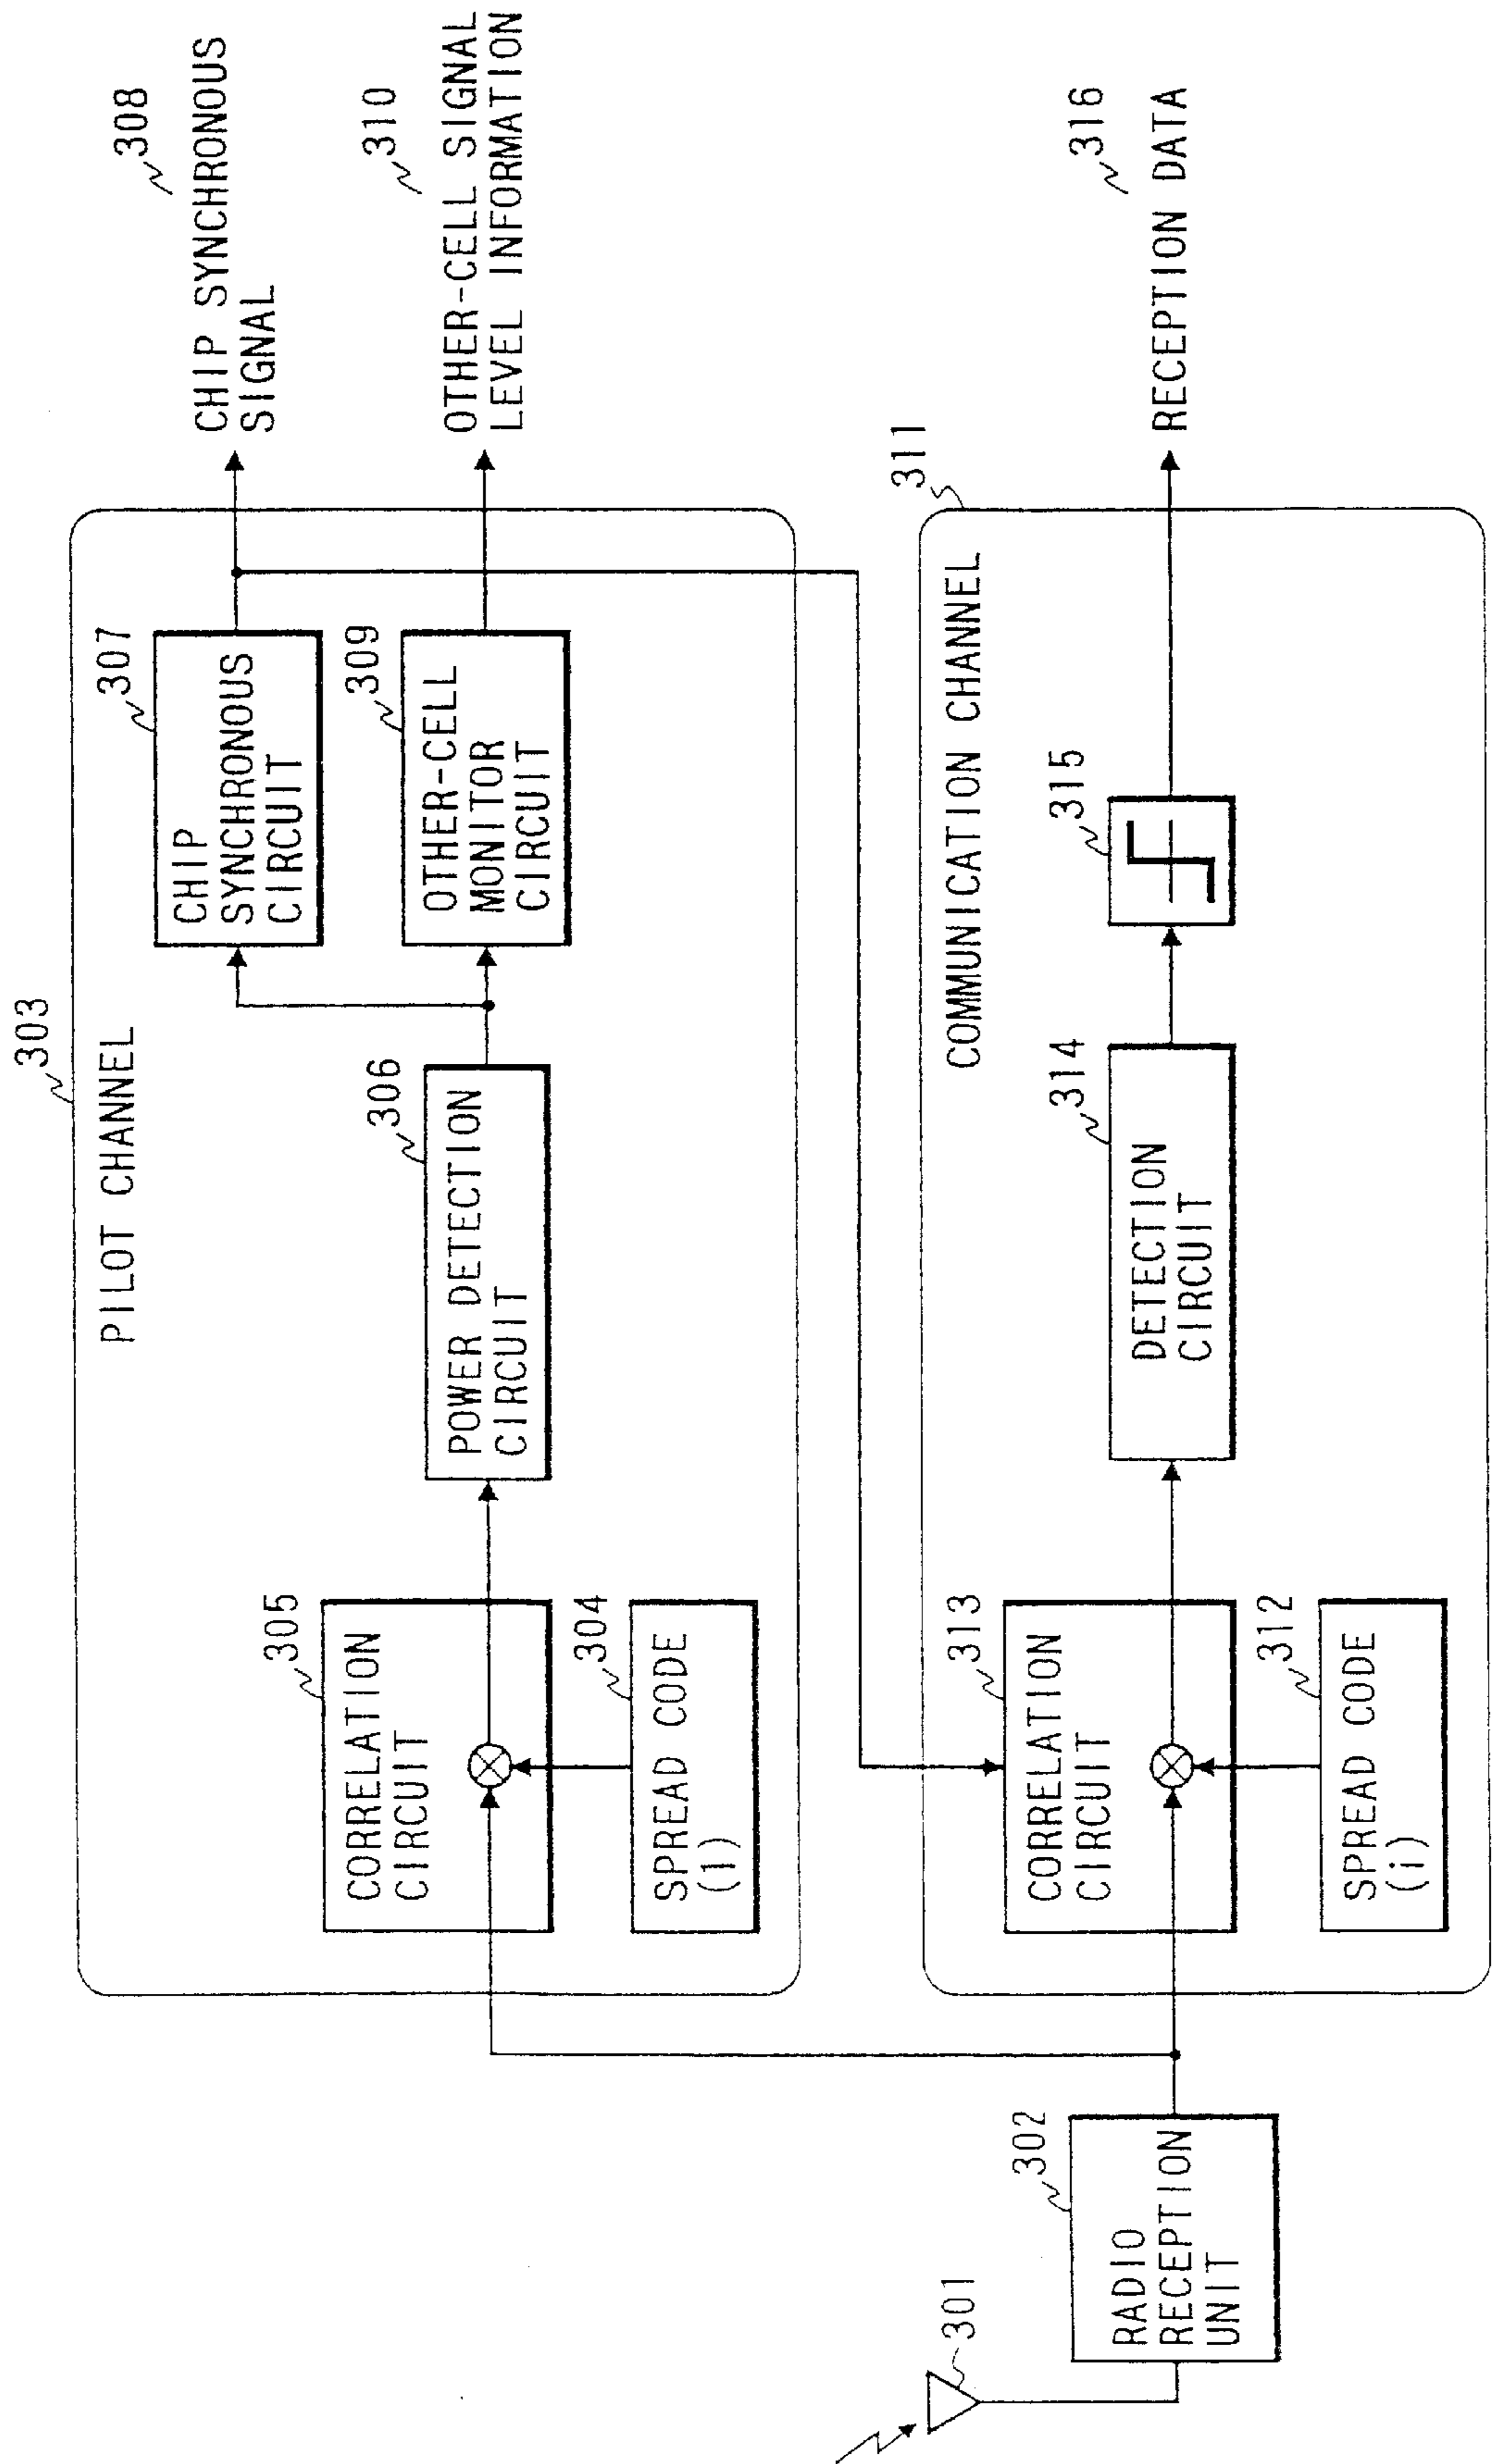 303
PILOT CHANNEL
305
CORRELATION
CIRCUIT
304
SPREAD CODE
(1)
306
POWER DETECTION
CIRCUIT
307
CHIP
SYNCHRONOUS
CIRCUIT
309
OTHER-CELL
MONITOR
CIRCUIT
308
CHIP SYNCHRONOUS
SIGNAL
310
OTHER-CELL SIGNAL
LEVEL INFORMATION
301
302
RADIO
RECEPTION
UNIT
311
COMMUNICATION CHANNEL
313
CORRELATION
CIRCUIT
312
SPREAD CODE
(i)
314
DETECTION
CIRCUIT
315
316
RECEPTION DATA